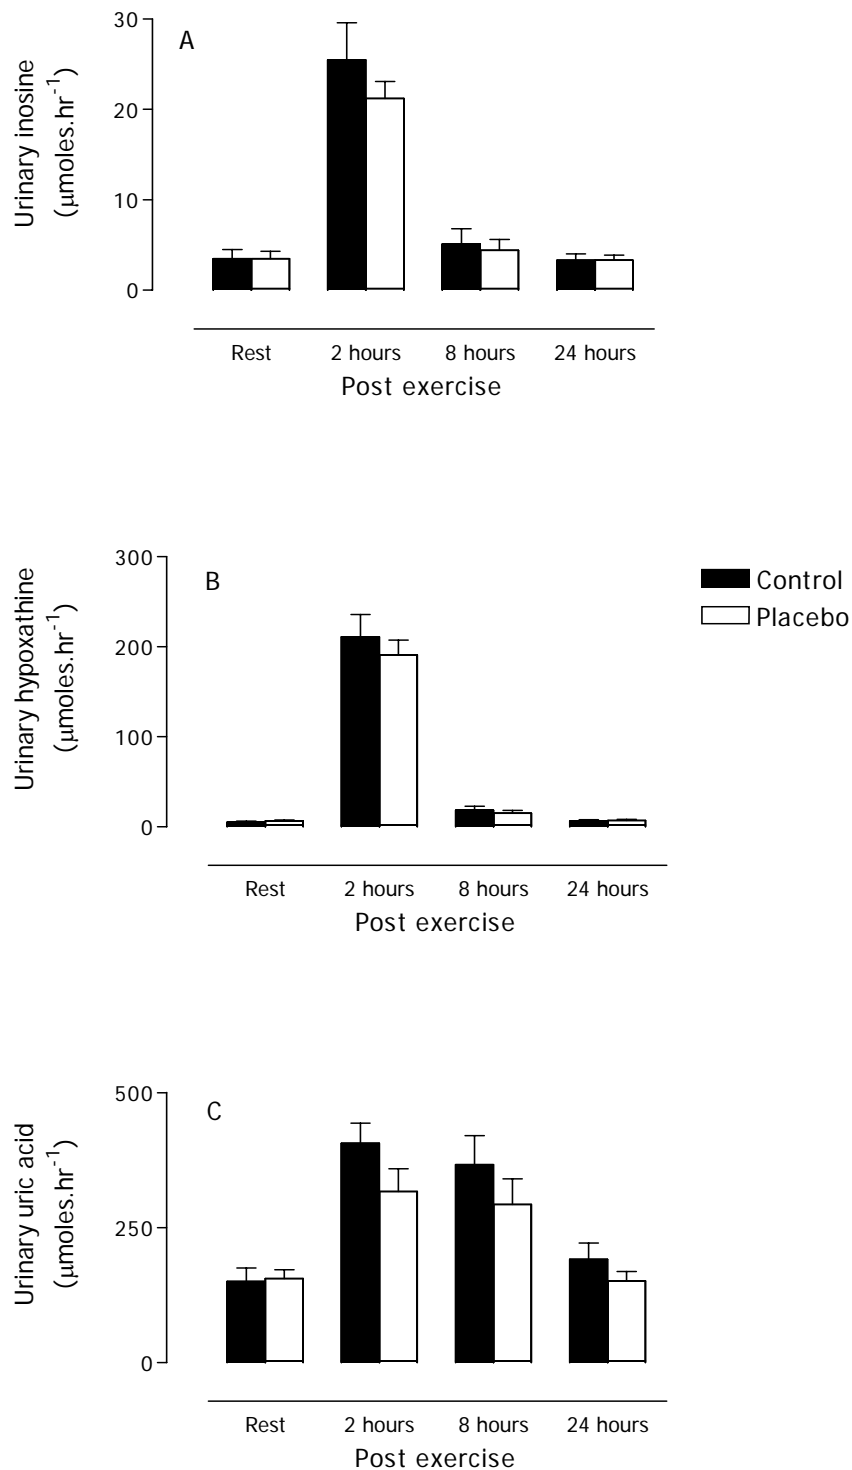 A
Urinary inosine
(μmoles.hr-1)
30
20
10
0
Rest 2 hours 8 hours 24 hours
Post exercise
B
Urinary hypoxathine
(μmoles.hr-1)
300
200
100
0
Control
Placebo
Rest 2 hours 8 hours 24 hours
Post exercise
C
Urinary uric acid
(μmoles.hr-1)
500
250
0
Rest 2 hours 8 hours 24 hours
Post exercise